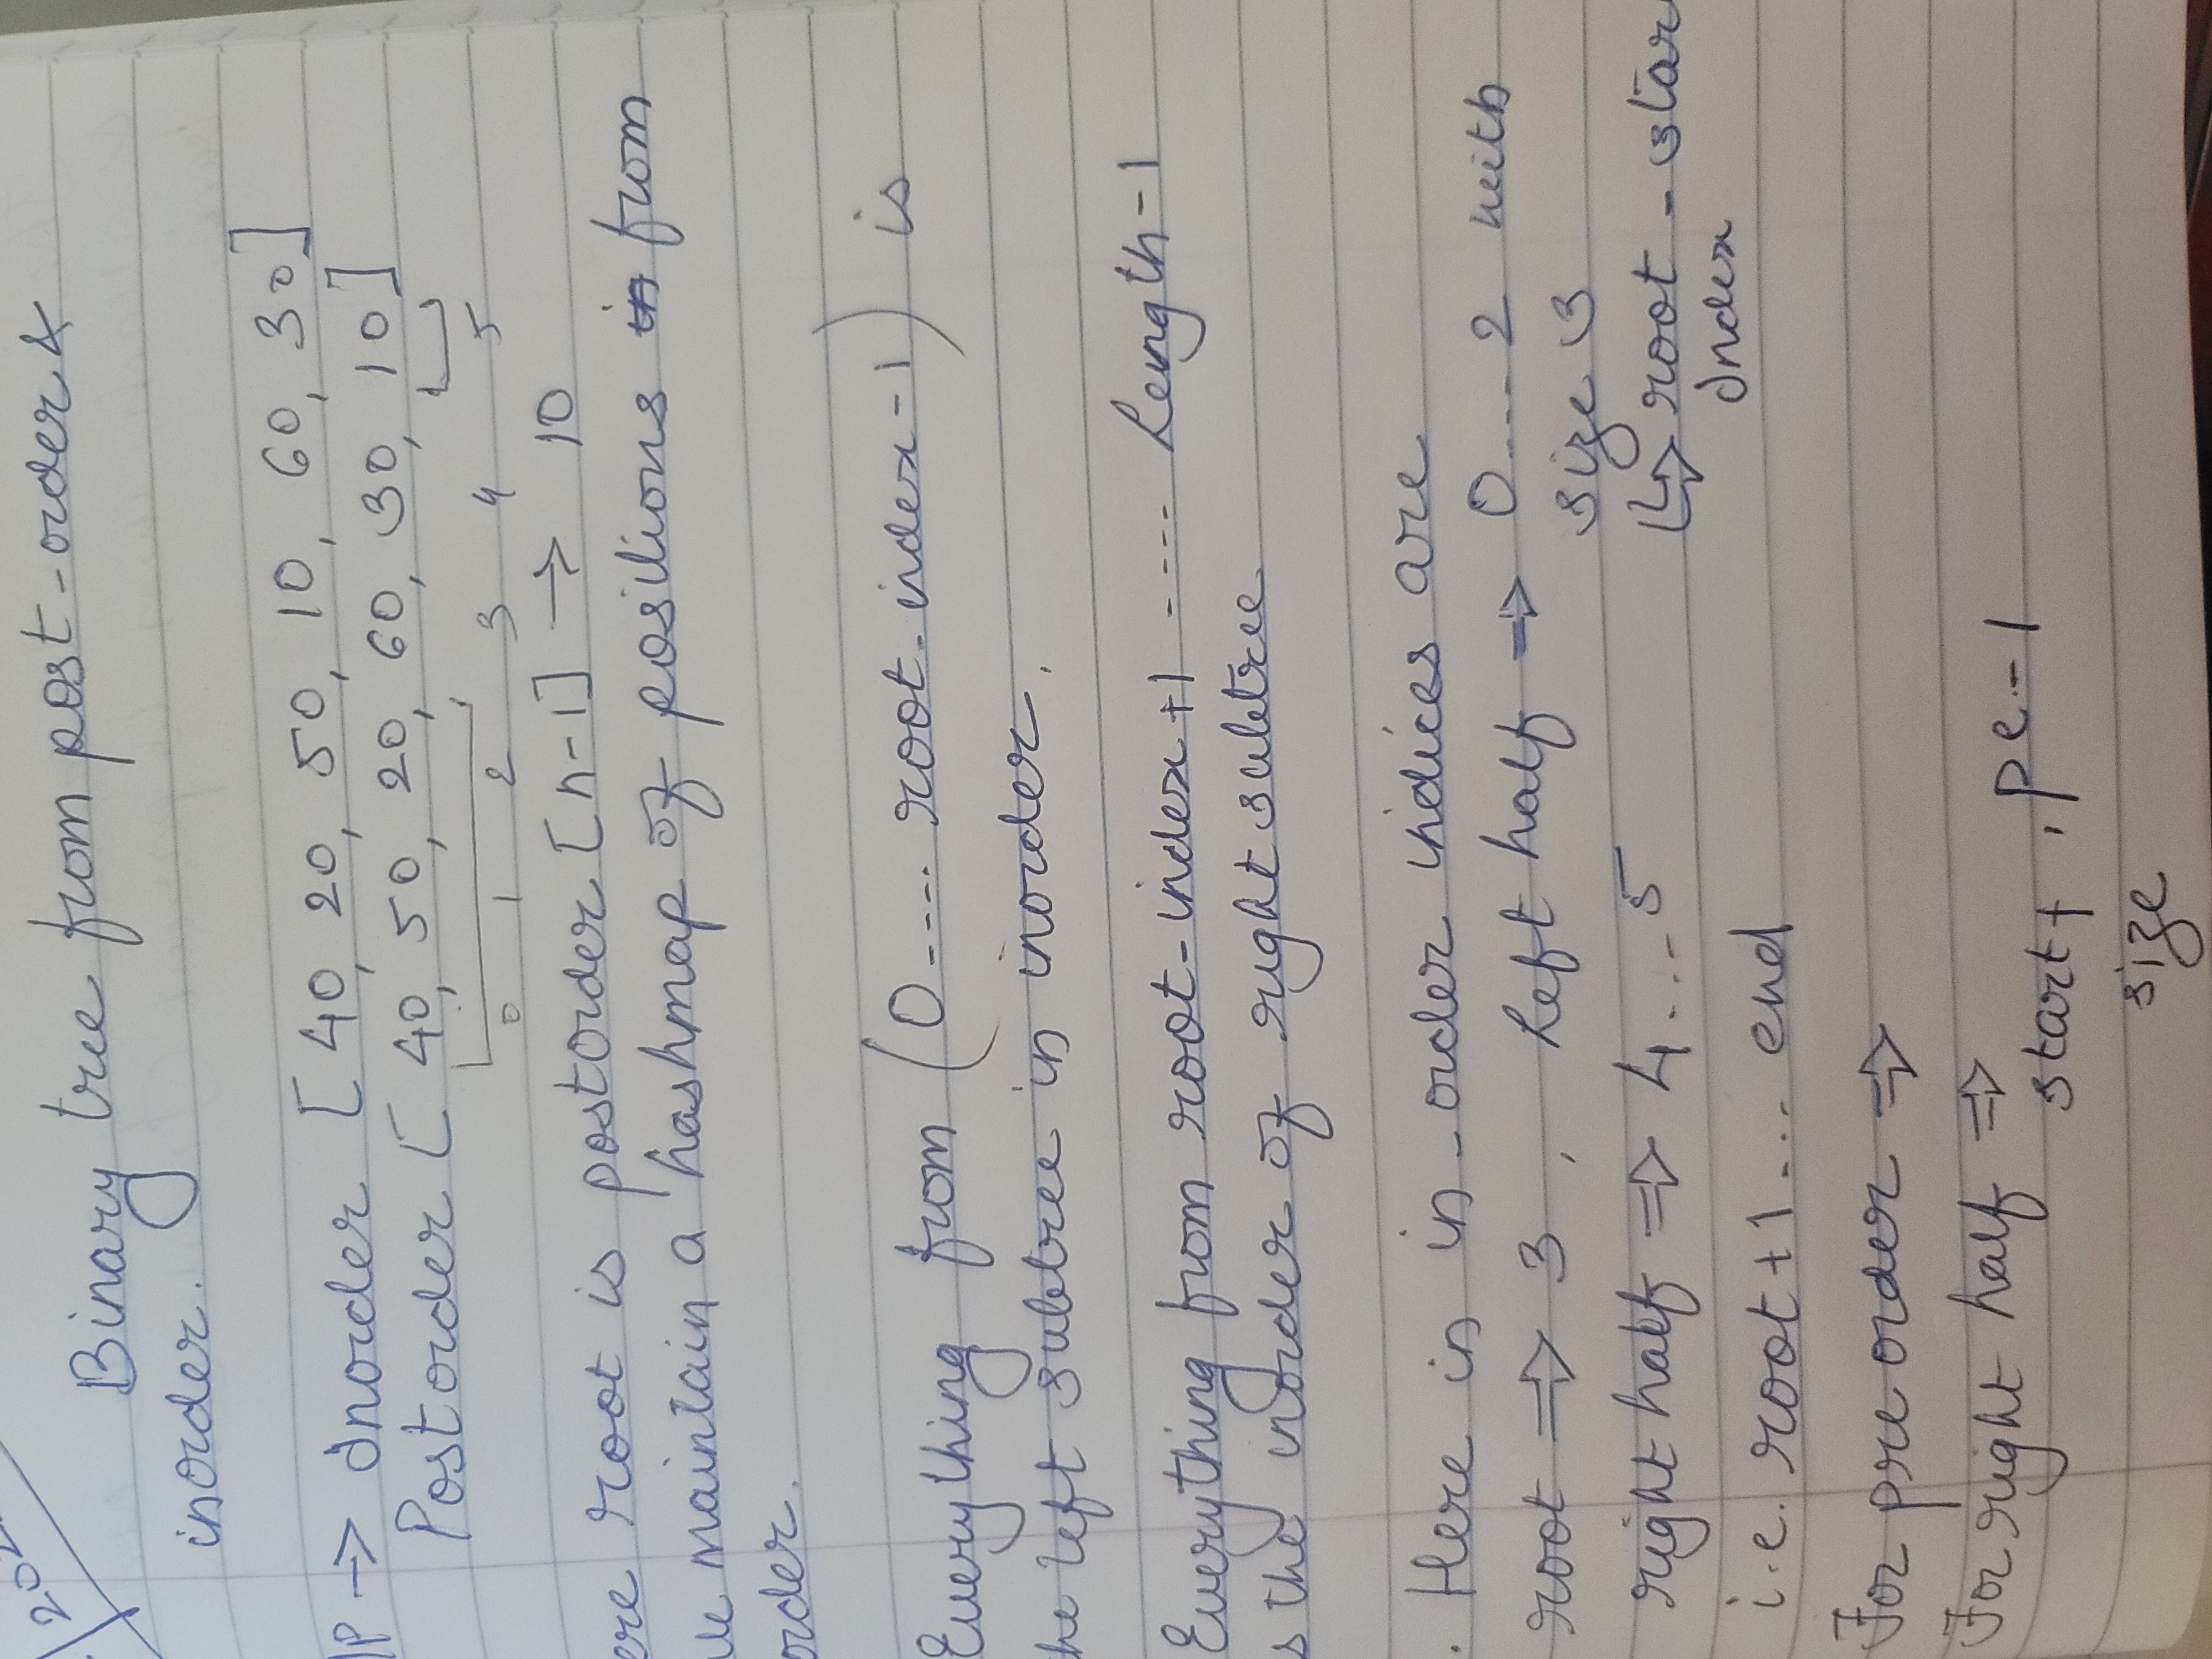 202
Binary tree from post-order &
inorder.
IP → Inorder [ 40, 20, 50, 10, 60, 30]
Postorder [ 40, 50, 20, 60, 30, 10]
0 1 2 3 4 5
ere root is postorder [n-1] → 10
maintain a hashmap of positions from
order.
Everything from (0 .... root-index-1) is
he left subtree in inorder.
Everything from root-index+1 .... Length-1
s the inorder of right subtree
. Here in in-order indices are
root ⇒ 3, Left half ⇒ 0....2 with
size 3
right half ⇒ 4....5 ↳ root - star
Index
i.e. root+1.... end
For pre order ⇒
For right half ⇒
start+ , pe-1
size